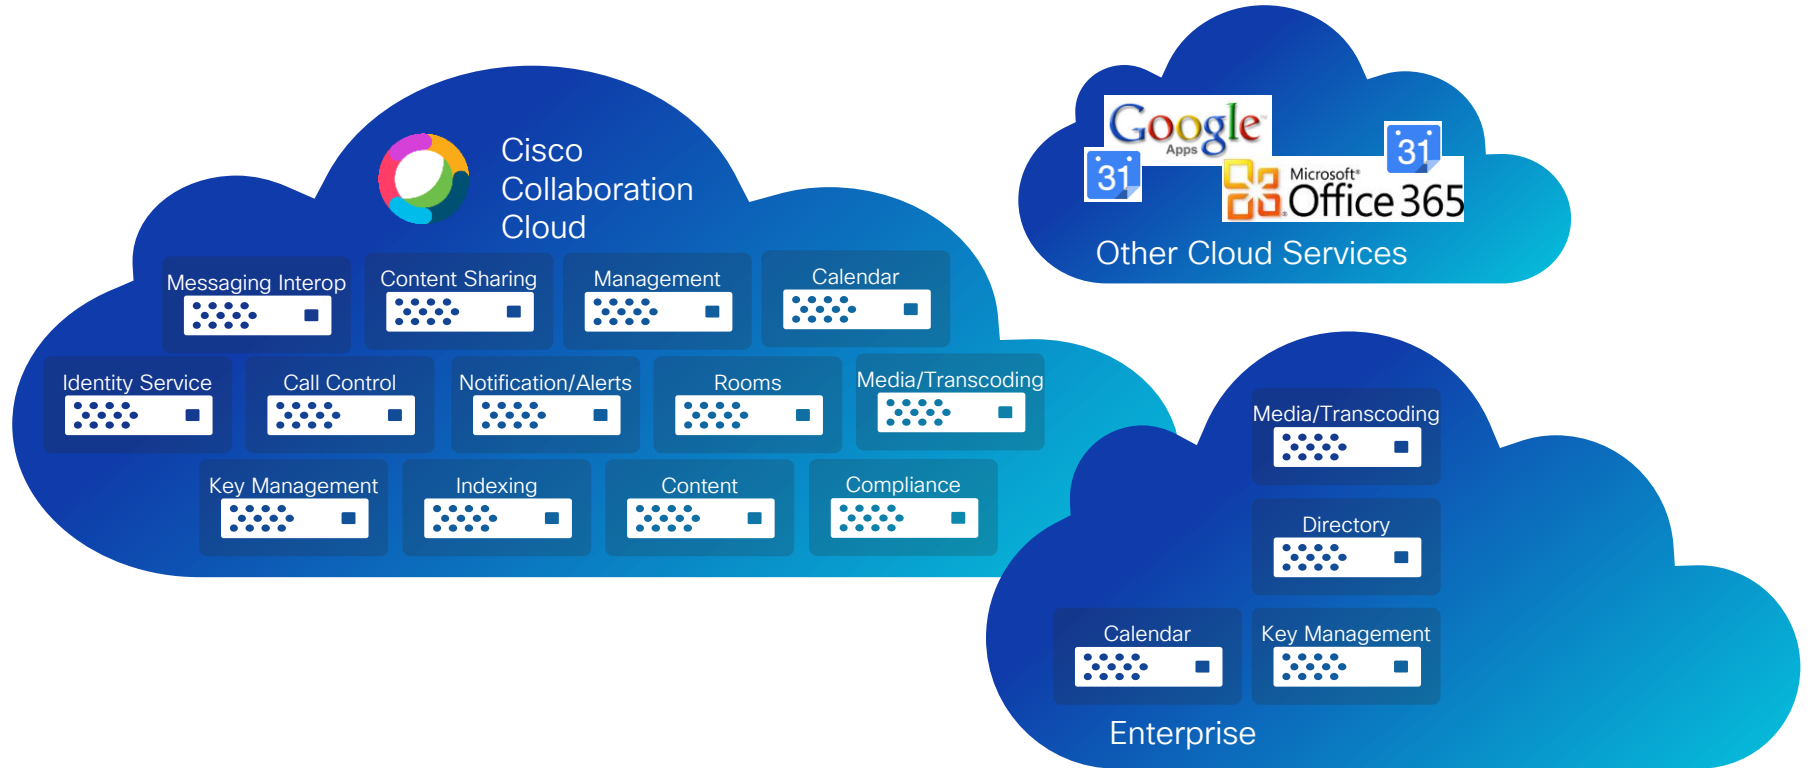 Cisco
Collaboration
Cloud
Messaging Interop
Content Sharing
Management
Calendar
Identity Service
Call Control
Notification/Alerts
Rooms
Media/Transcoding
Key Management
Indexing
Content
Compliance
Google
Apps
31
31
Microsoft
Office 365
Other Cloud Services
Media/Transcoding
Directory
Calendar
Key Management
Enterprise